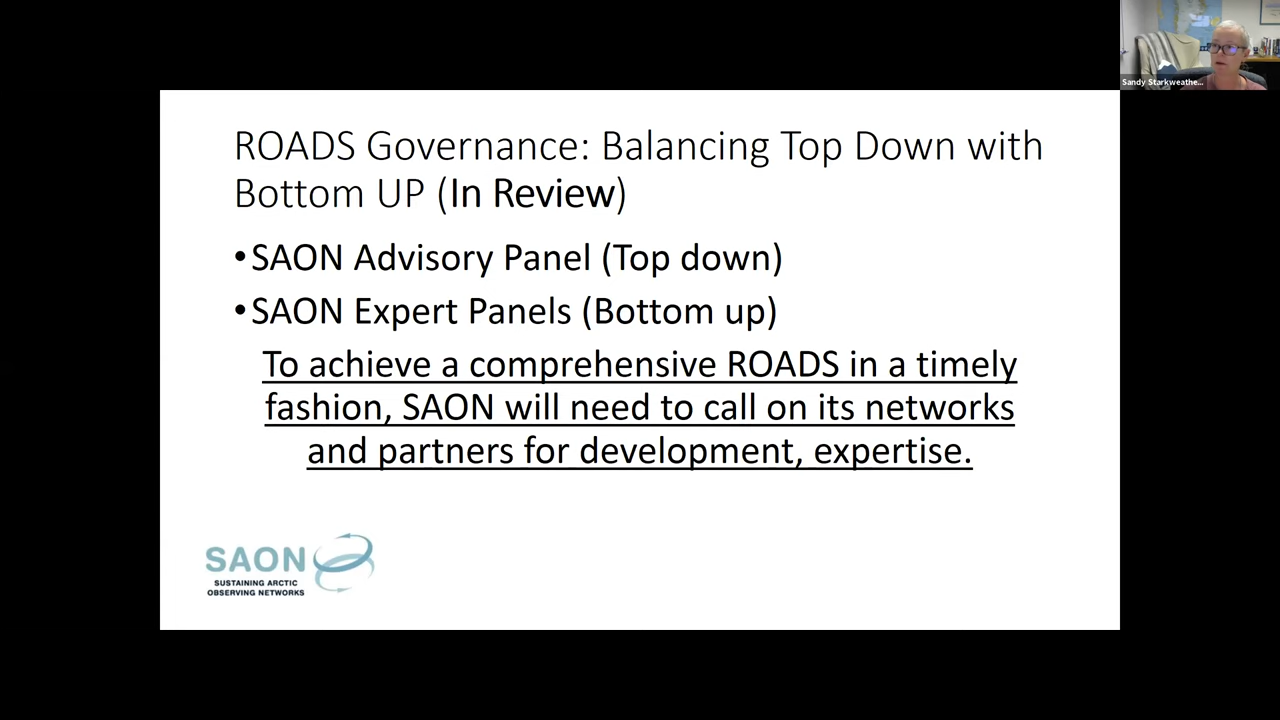 Sandy Starkweathe...
ROADS Governance: Balancing Top Down with
Bottom UP (In Review)
•SAON Advisory Panel (Top down)
•SAON Expert Panels (Bottom up)
To achieve a comprehensive ROADS in a timely
fashion, SAON will need to call on its networks
and partners for development, expertise.
SAON
SUSTAINING ARCTIC
OBSERVING NETWORKS